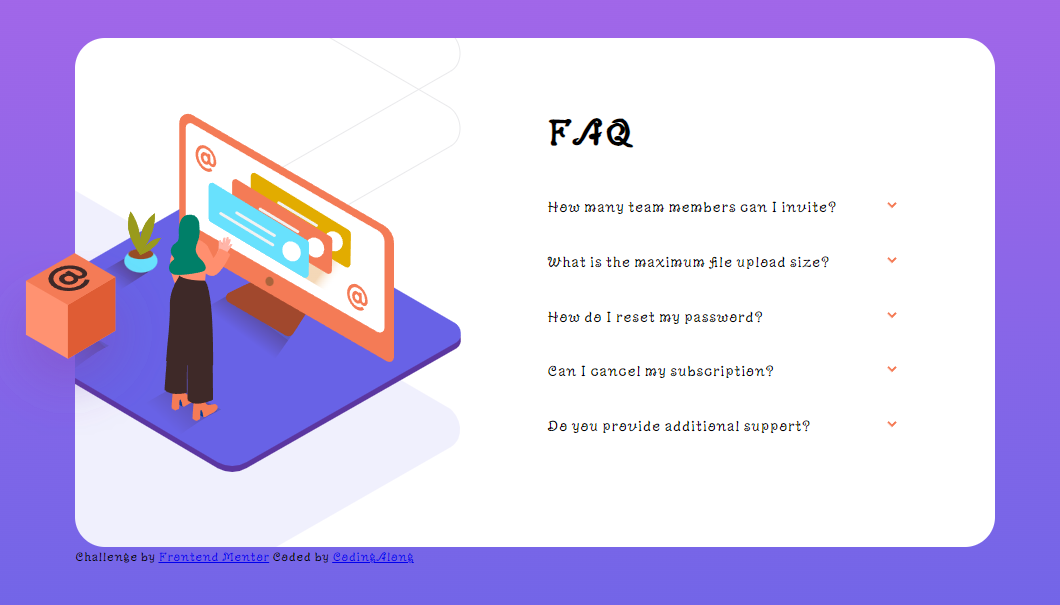 FAQ
How many team members can I invite?
What is the maximum file upload size?
How do I reset my password?
Can I cancel my subscription?
Do you provide additional support?
@
@
@
Challenge by Frontend Mentor Coded by CodingAlong